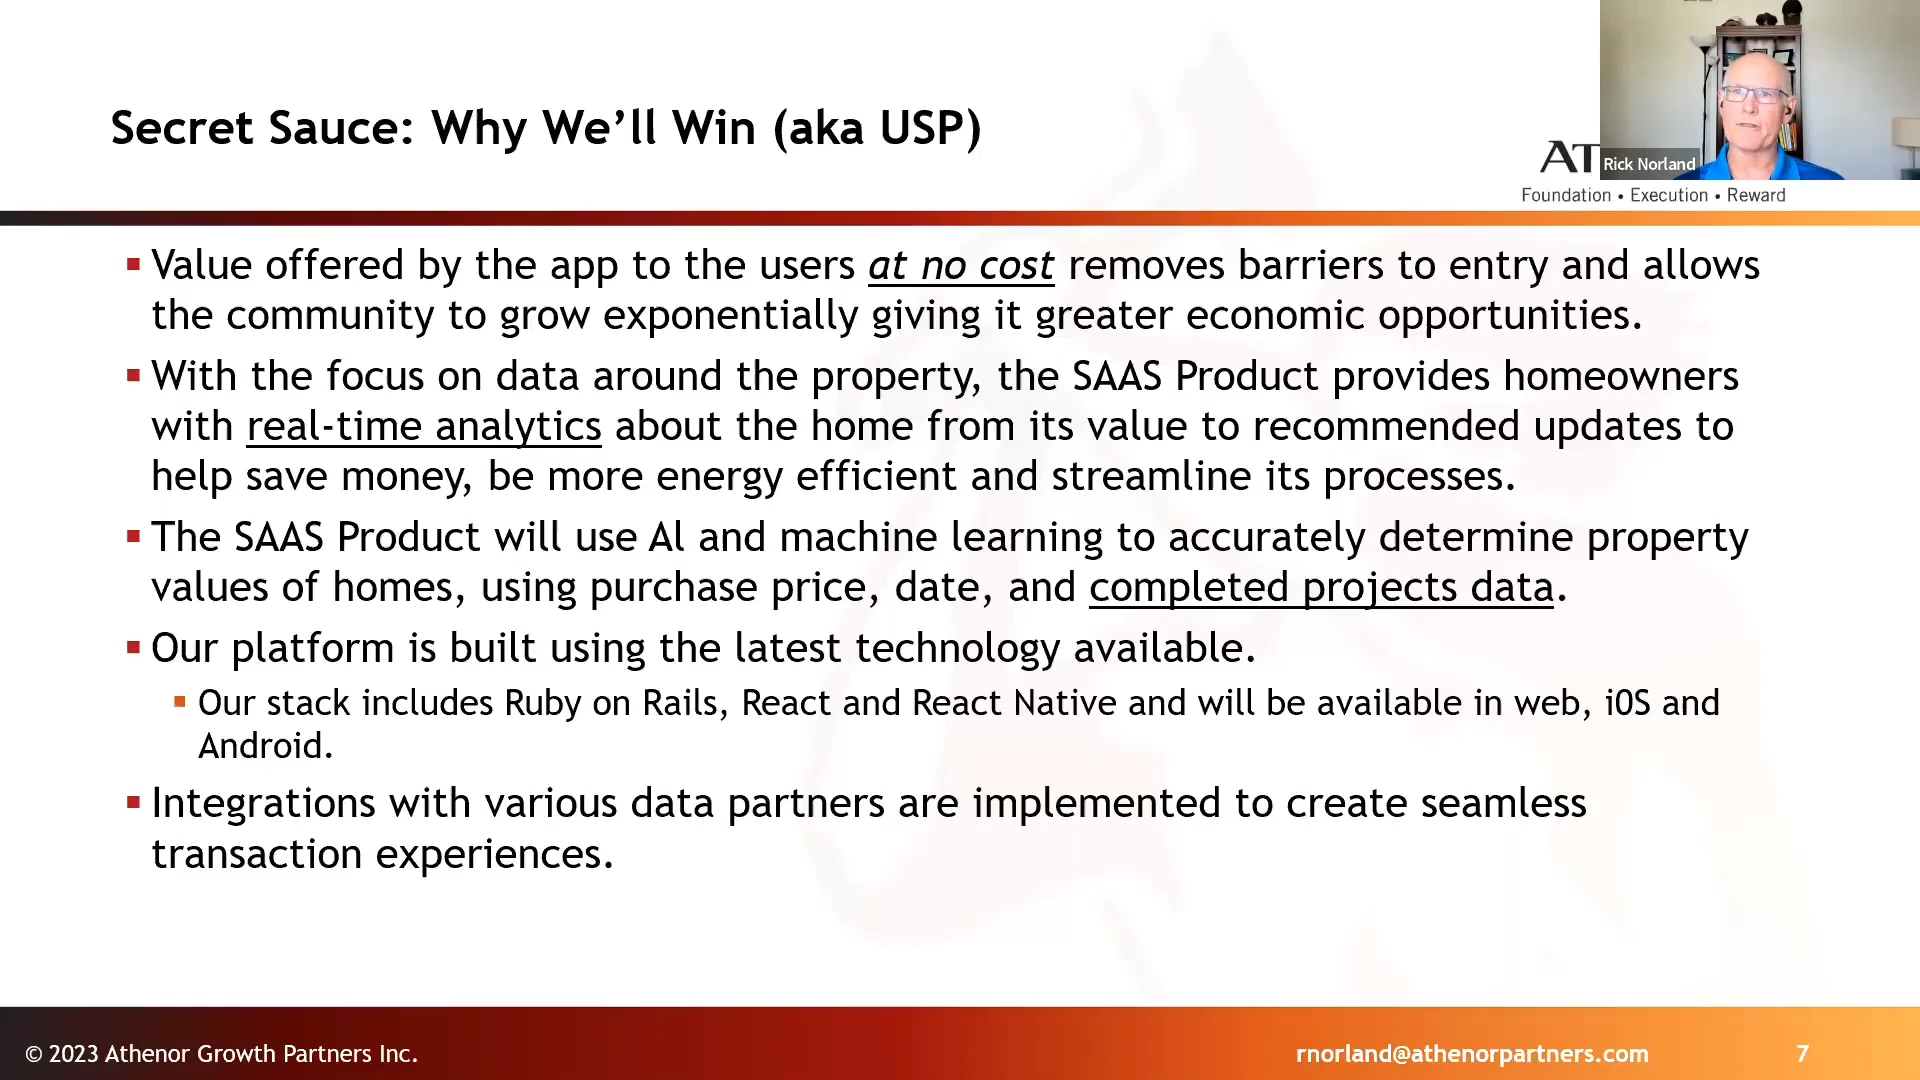 Secret Sauce: Why We’ll Win (aka USP)
AT
Rick Norland
Foundation • Execution • Reward
▪ Value offered by the app to the users at no cost removes barriers to entry and allows
the community to grow exponentially giving it greater economic opportunities.
▪ With the focus on data around the property, the SAAS Product provides homeowners
with real-time analytics about the home from its value to recommended updates to
help save money, be more energy efficient and streamline its processes.
▪ The SAAS Product will use Al and machine learning to accurately determine property
values of homes, using purchase price, date, and completed projects data.
▪ Our platform is built using the latest technology available.
▪ Our stack includes Ruby on Rails, React and React Native and will be available in web, iOS and
Android.
▪ Integrations with various data partners are implemented to create seamless
transaction experiences.
© 2023 Athenor Growth Partners Inc.
rnorland@athenorpartners.com
7